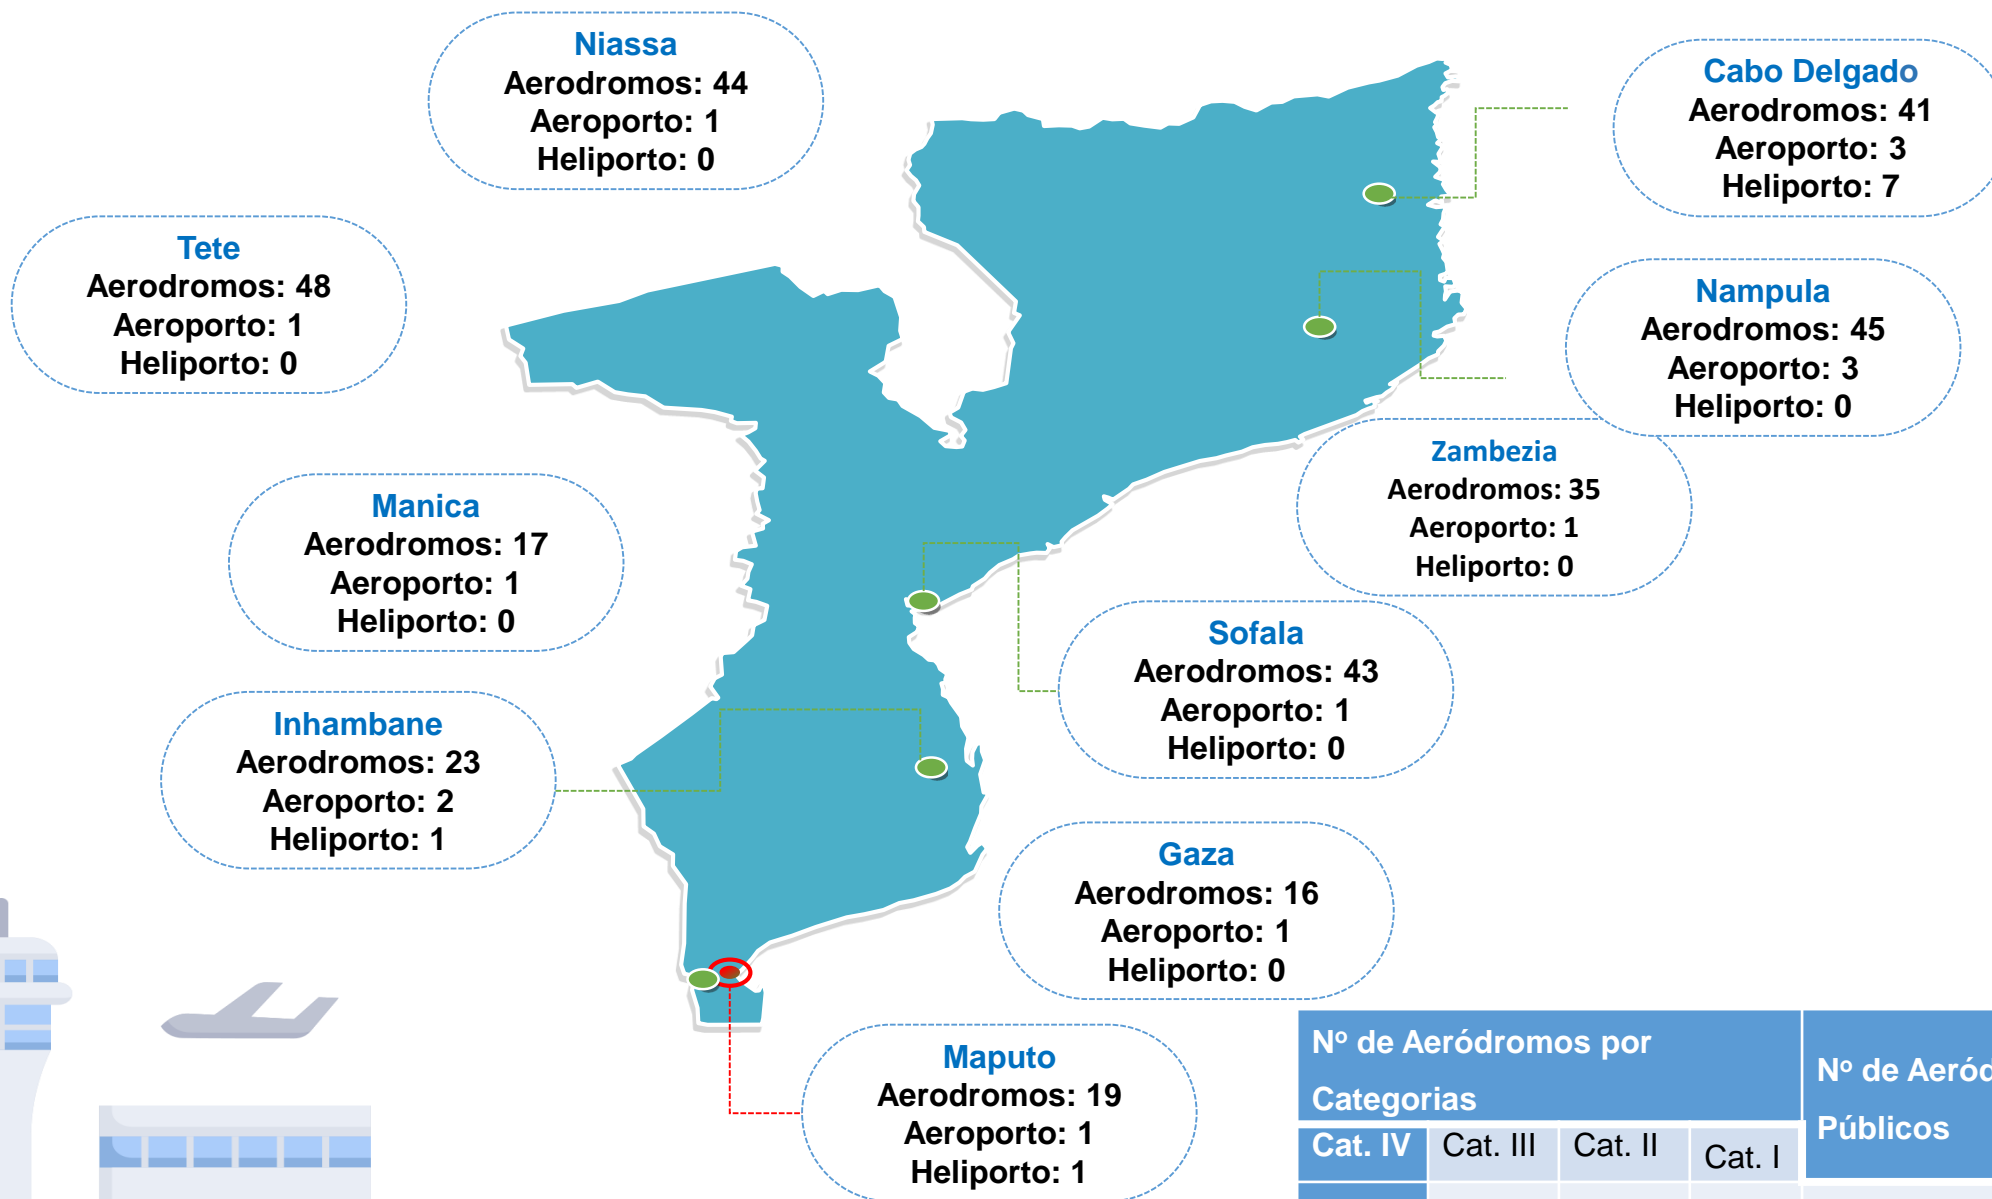 Niassa
Aerodromos: 44
Aeroporto: 1
Heliporto: 0
Cabo Delgado
Aerodromos: 41
Aeroporto: 3
Heliporto: 7
Tete
Aerodromos: 48
Aeroporto: 1
Heliporto: 0
Nampula
Aerodromos: 45
Aeroporto: 3
Heliporto: 0
Zambezia
Aerodromos: 35
Aeroporto: 1
Heliporto: 0
Manica
Aerodromos: 17
Aeroporto: 1
Heliporto: 0
Sofala
Aerodromos: 43
Aeroporto: 1
Heliporto: 0
Inhambane
Aerodromos: 23
Aeroporto: 2
Heliporto: 1
Gaza
Aerodromos: 16
Aeroporto: 1
Heliporto: 0
Maputo
Aerodromos: 19
Aeroporto: 1
Heliporto: 1
Nº de Aeródromos por
Categorias
Nº de Aeród
Públicos
Cat. IV Cat. III Cat. II Cat. I